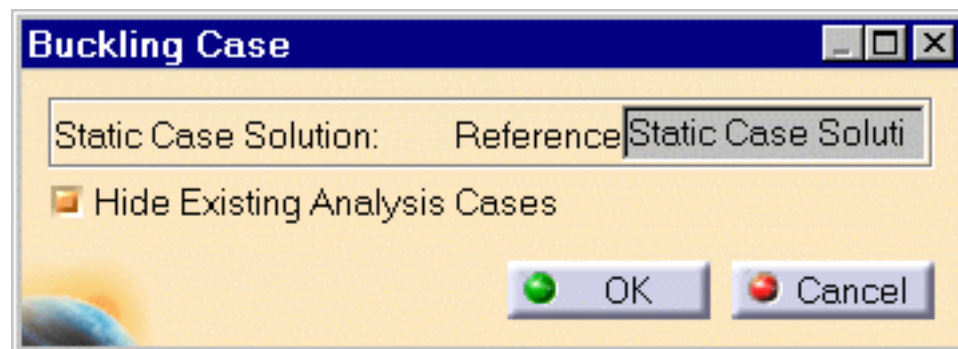 Buckling Case
Static Case Solution: Reference Static Case Soluti
Hide Existing Analysis Cases
OK Cancel